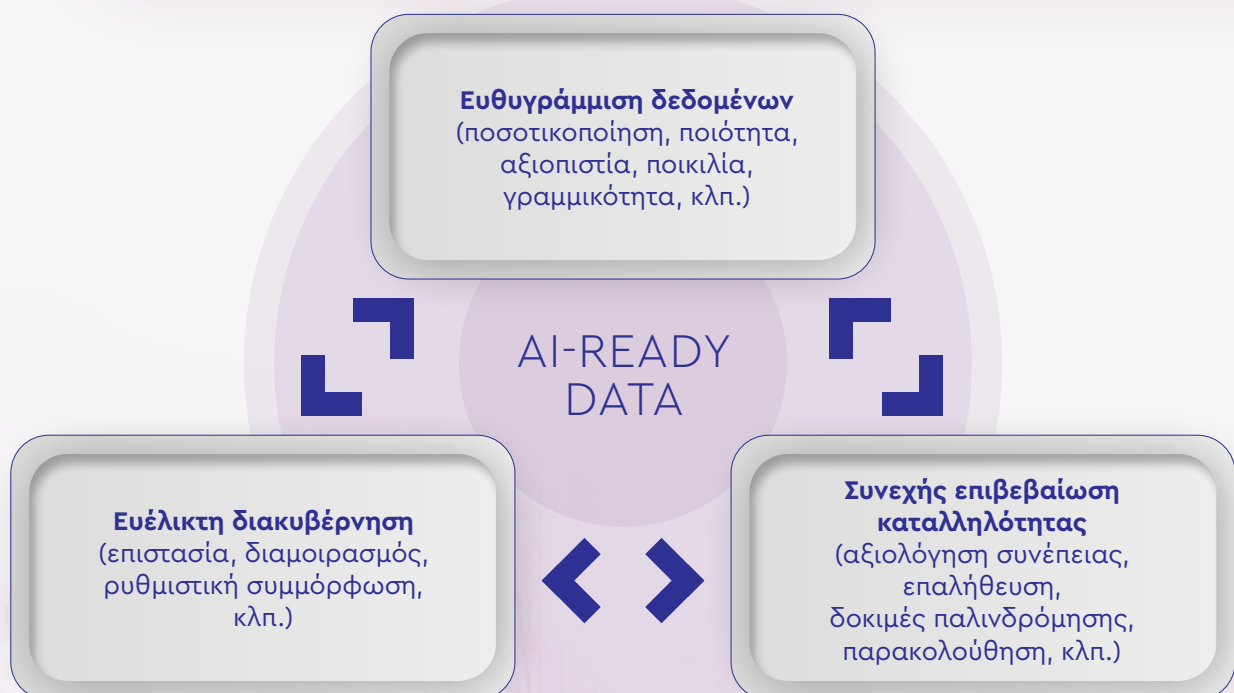 Ευθυγράμμιση δεδομένων
(ποσοτικοποίηση, ποιότητα,
αξιοπιστία, ποικιλία,
γραμμικότητα, κλπ.)
AI-READY
DATA
Ευέλικτη διακυβέρνηση
(επιστασία, διαμοιρασμός,
ρυθμιστική συμμόρφωση,
κλπ.)
Συνεχής επιβεβαίωση
καταλληλότητας
(αξιολόγηση συνέπειας,
επαλήθευση,
δοκιμές παλινδρόμησης,
παρακολούθηση, κλπ.)